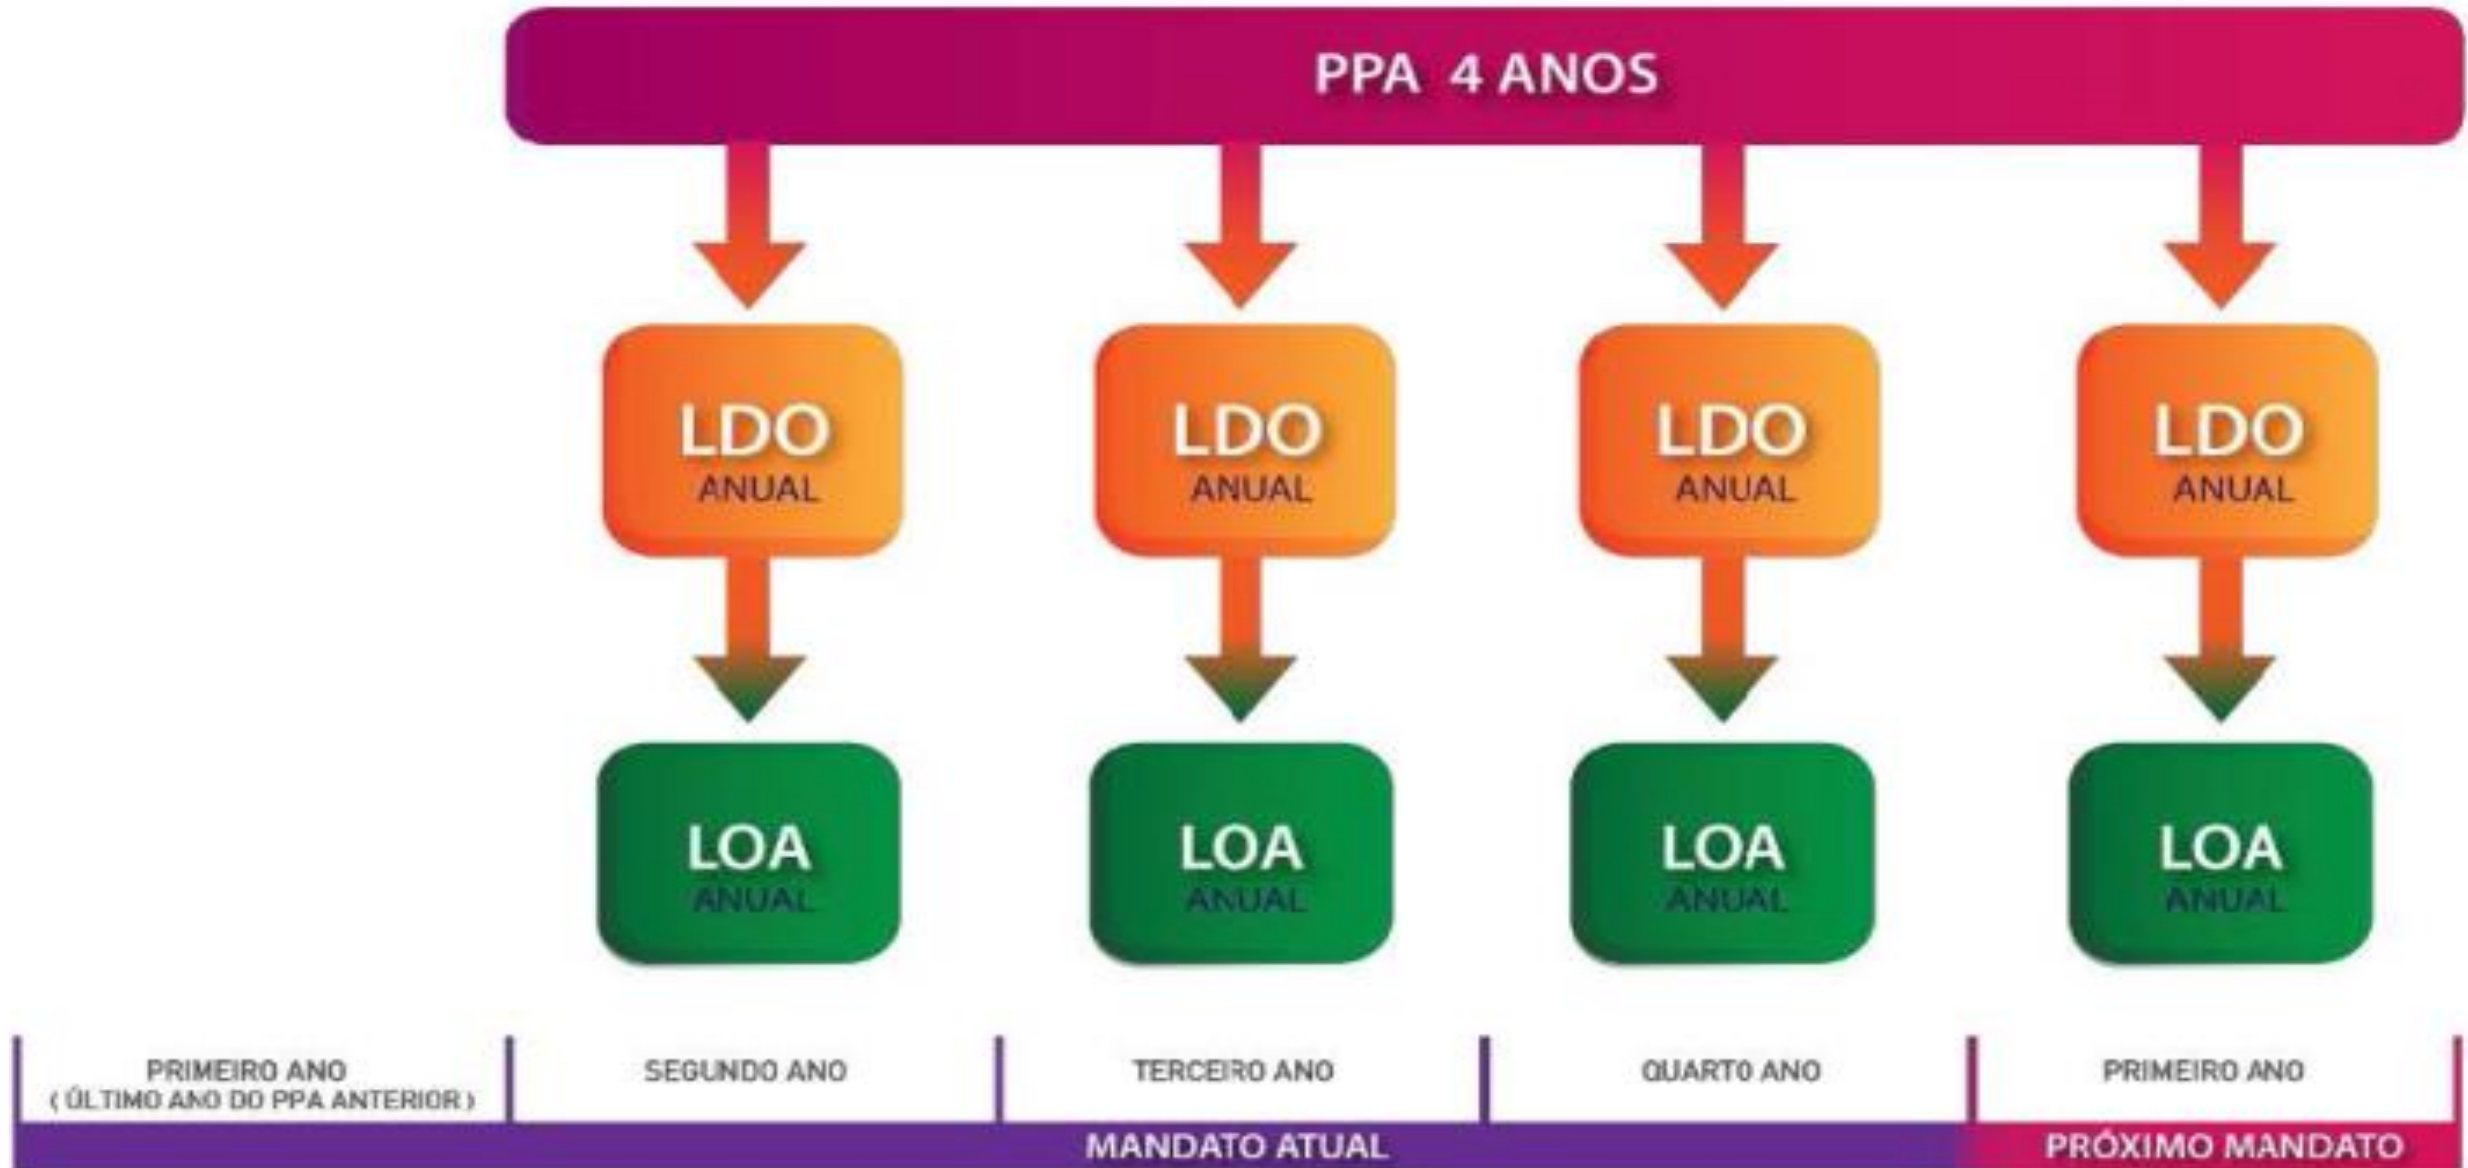 PPA 4 ANOS
LDO
ANUAL
LDO
ANUAL
LDO
ANUAL
LDO
ANUAL
LOA
ANUAL
LOA
ANUAL
LOA
ANUAL
LOA
ANUAL
PRIMEIRO ANO
( ÚLTIMO ANO DO PPA ANTERIOR )
SEGUNDO ANO
TERCEIRO ANO
QUARTO ANO
PRIMEIRO ANO
MANDATO ATUAL
PRÓXIMO MANDATO